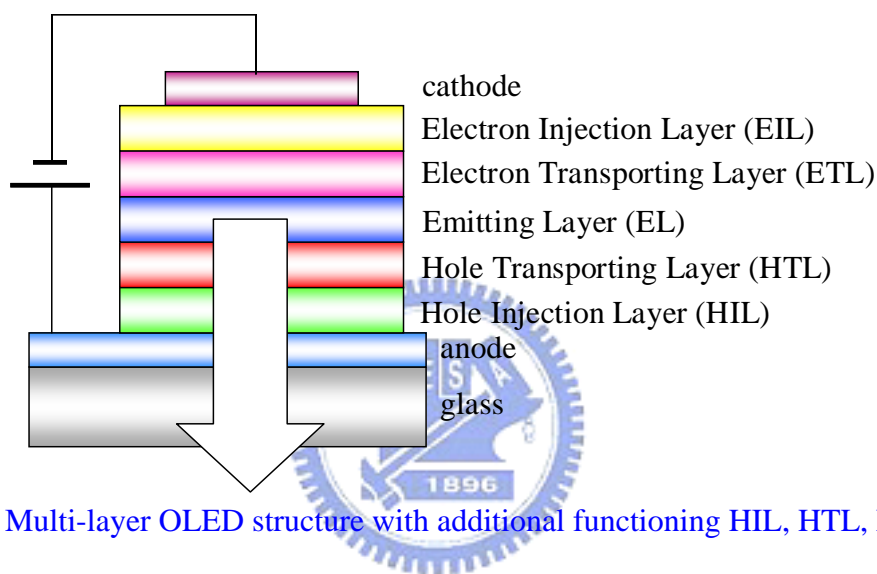 cathode
Electron Injection Layer (EIL)
Electron Transporting Layer (ETL)
Emitting Layer (EL)
Hole Transporting Layer (HTL)
Hole Injection Layer (HIL)
anode
E S A
glass
1896
Multi-layer OLED structure with additional functioning HIL, HTL,